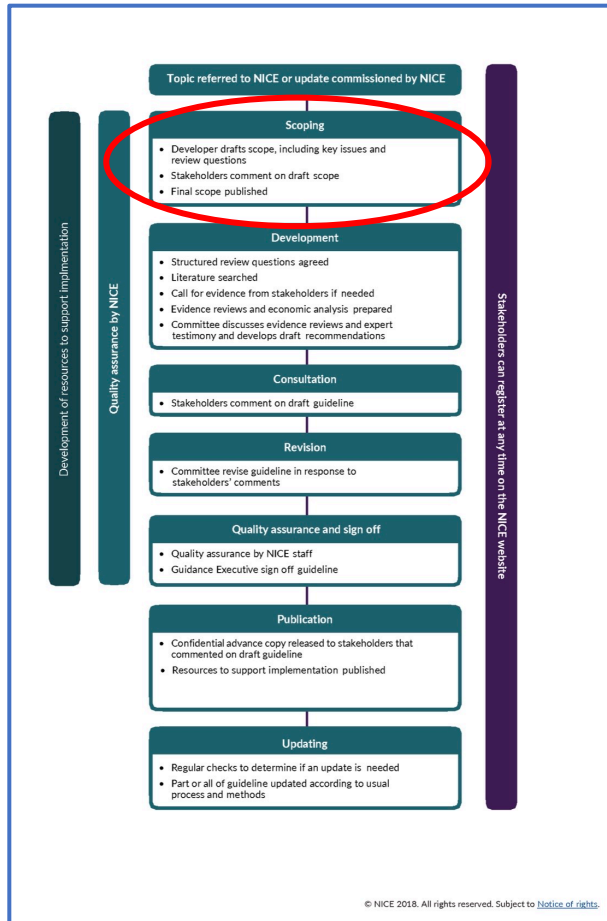 Topic referred to NICE or update commissioned by NICE
Scoping
• Developer drafts scope, including key issues and
review questions
• Stakeholders comment on draft scope
• Final scope published
Development
• Structured review questions agreed
• Literature searched
• Call for evidence from stakeholders if needed
• Evidence reviews and economic analysis prepared
• Committee discusses evidence reviews and expert
testimony and develops draft recommendations
Consultation
• Stakeholders comment on draft guideline
Revision
• Committee revise guideline in response to
stakeholders' comments
Quality assurance and sign off
• Quality assurance by NICE staff
• Guidance Executive sign off guideline
Publication
• Confidential advance copy released to stakeholders that
commented on draft guideline
• Resources to support implementation published
Updating
• Regular checks to determine if an update is needed
• Part or all of guideline updated according to usual
process and methods
Development of resources to support implmentation
Quality assurance by NICE
Stakeholders can register at any time on the NICE website
© NICE 2018. All rights reserved. Subject to Notice of rights.